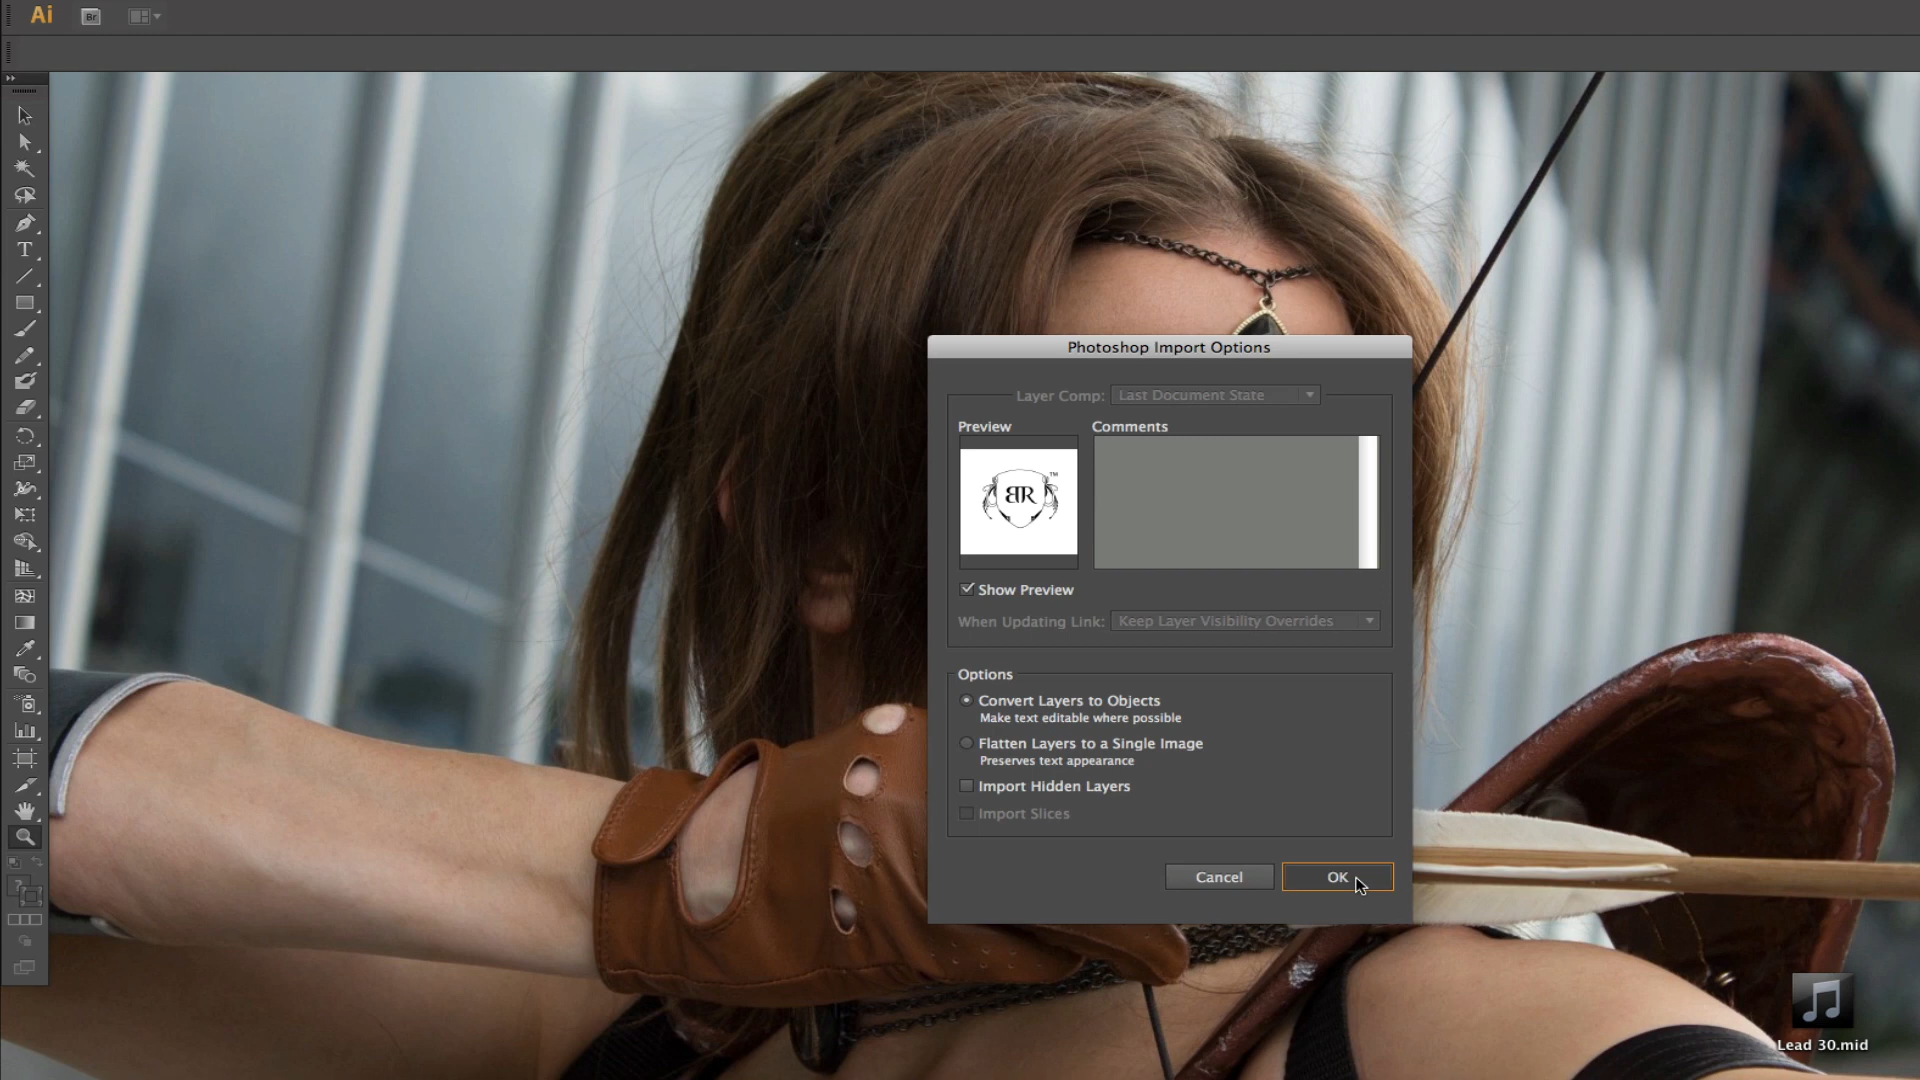 Ai
Br
T
Photoshop Import Options
Layer Comp: Last Document State
Preview
Comments
BR
TM
Show Preview
When Updating Link: Keep Layer Visibility Overrides
Options
Convert Layers to Objects
Make text editable where possible
Flatten Layers to a Single Image
Preserves text appearance
Import Hidden Layers
Import Slices
Cancel
OK
Lead 30.mid